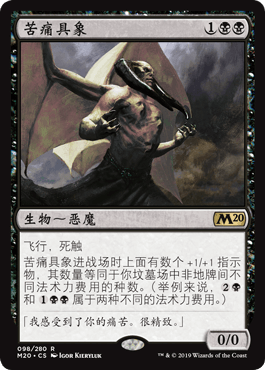 苦痛具象 1
M20
生物～恶魔
飞行，死触
苦痛具象进战场时上面有数个+1/+1指示
物，其数量等同于你坟墓场中非地牌间不
同法术力费用的种数。（举例来说，2
和1属于两种不同的法术力费用。）
「我感受到了你的痛苦。很精致。」
0/0
098/280 R
M20 • CS IGOR KIERYLUK
™ & © 2019 Wizards of the Coast